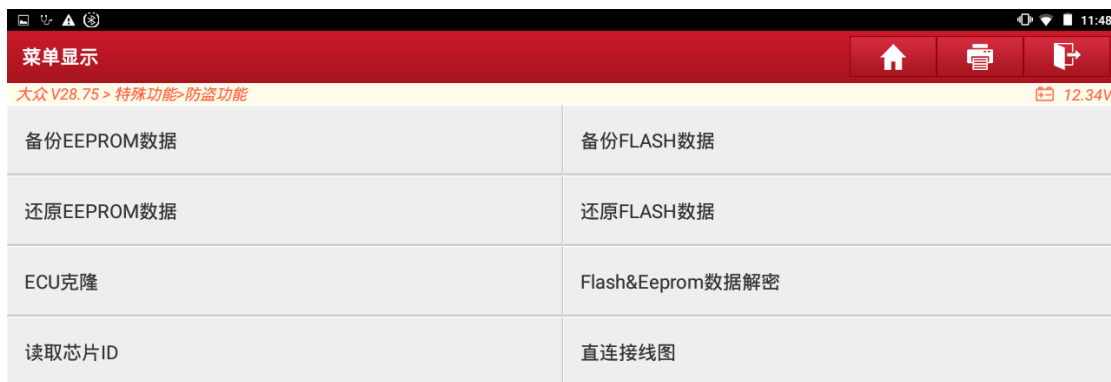 11:48
菜单显示
大众 V28.75 > 特殊功能>防盗功能 12.34V
备份EEPROM数据 备份FLASH数据
还原EEPROM数据 还原FLASH数据
ECU克隆 Flash&Eeprom数据解密
读取芯片ID 直连接线图